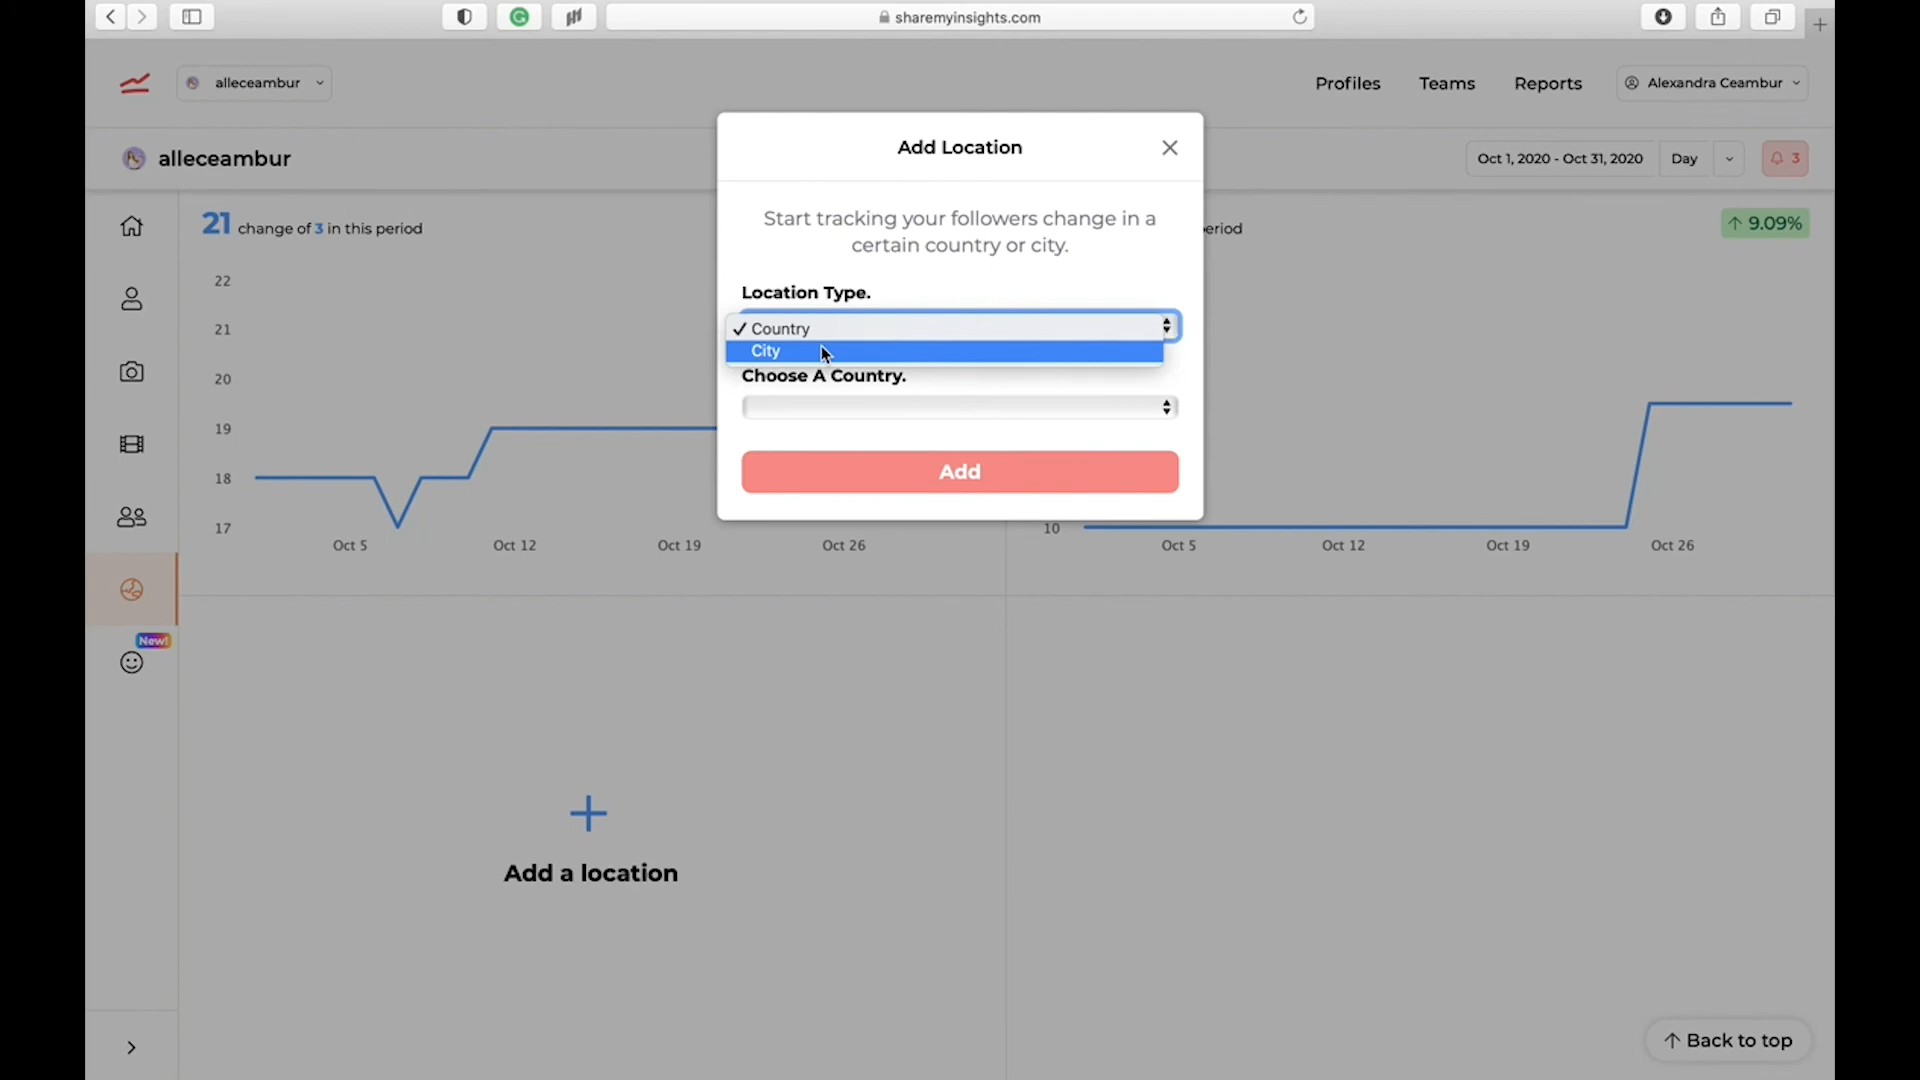 sharemyinsights.com
alleceambur
Profiles
Teams
Reports
Alexandra Ceambur
alleceambur
Oct 1, 2020 - Oct 31, 2020
Day
3
Add Location
Start tracking your followers change in a
certain country or city.
Location Type.
✓ Country
City
Choose A Country.
Add
21 change of 3 in this period
22
21
20
19
18
17
Oct 5
Oct 12
Oct 19
Oct 26
eriod
↑ 9.09%
10
Oct 5
Oct 12
Oct 19
Oct 26
New!
Add a location
↑ Back to top